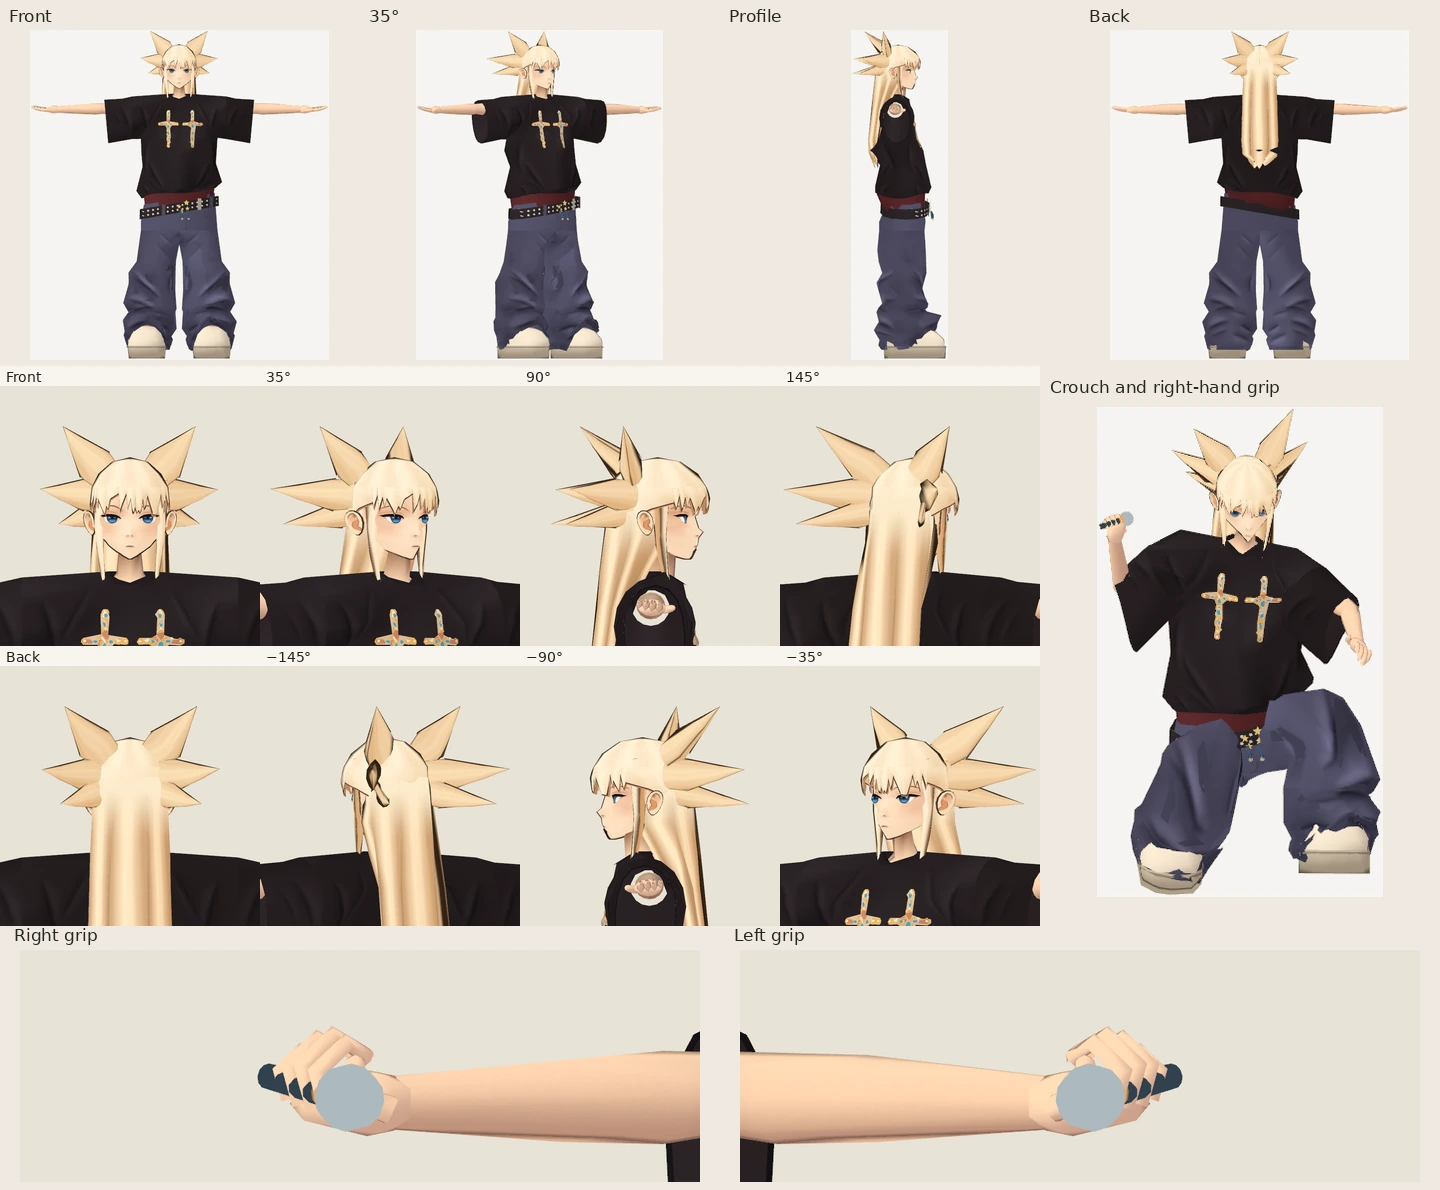 Front
35°
Profile
Back
Front
35°
90°
145°
Crouch and right-hand grip
Back
−145°
−90°
−35°
Right grip
Left grip